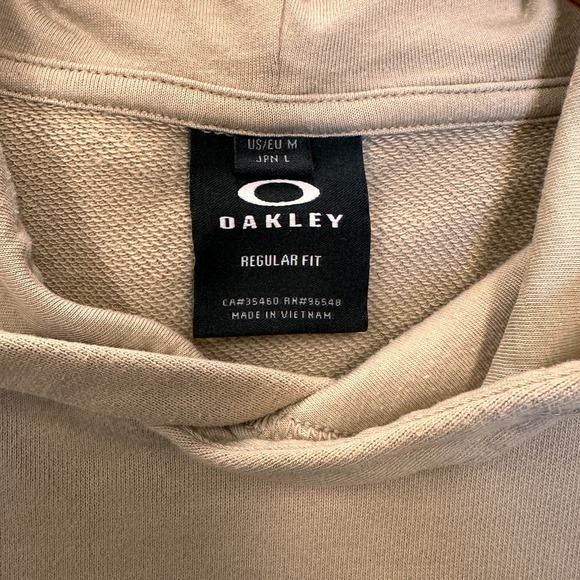 US/EU M
JPN L
OAKLEY
REGULAR FIT
CA#35460 RN#96548
MADE IN VIETNAM